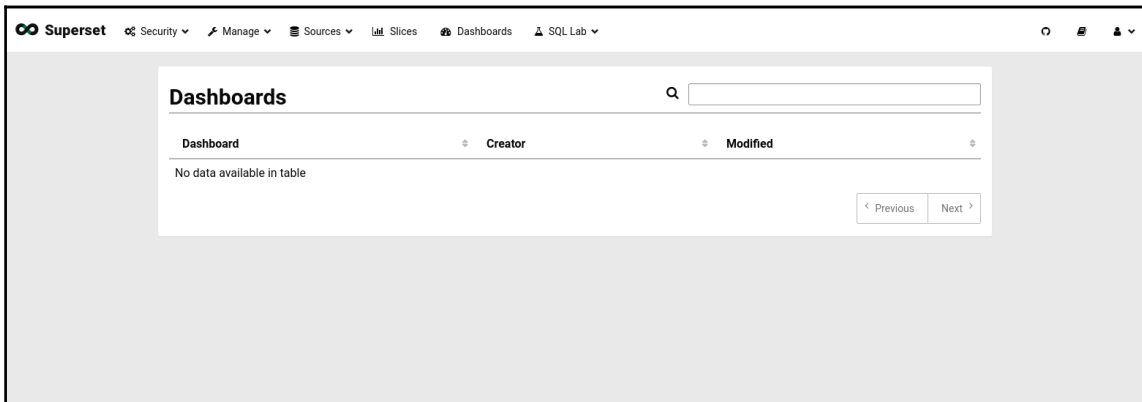 Superset Security Manage Sources Slices Dashboards SQL Lab
Dashboards
Dashboard Creator Modified
No data available in table
Previous Next